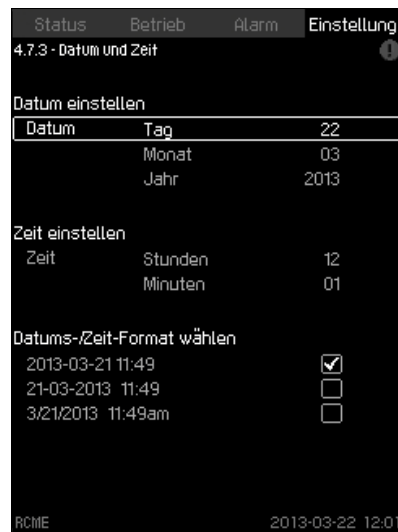 Status Betrieb Alarm Einstellung
4.7.3 - Datum und Zeit
Datum einstellen
Datum Tag 22
Monat 03
Jahr 2013
Zeit einstellen
Zeit Stunden 12
Minuten 01
Datums-/Zeit-Format wählen
2013-03-21 11:49
21-03-2013 11:49
3/21/2013 11:49am
RCME 2013-03-22 12:01